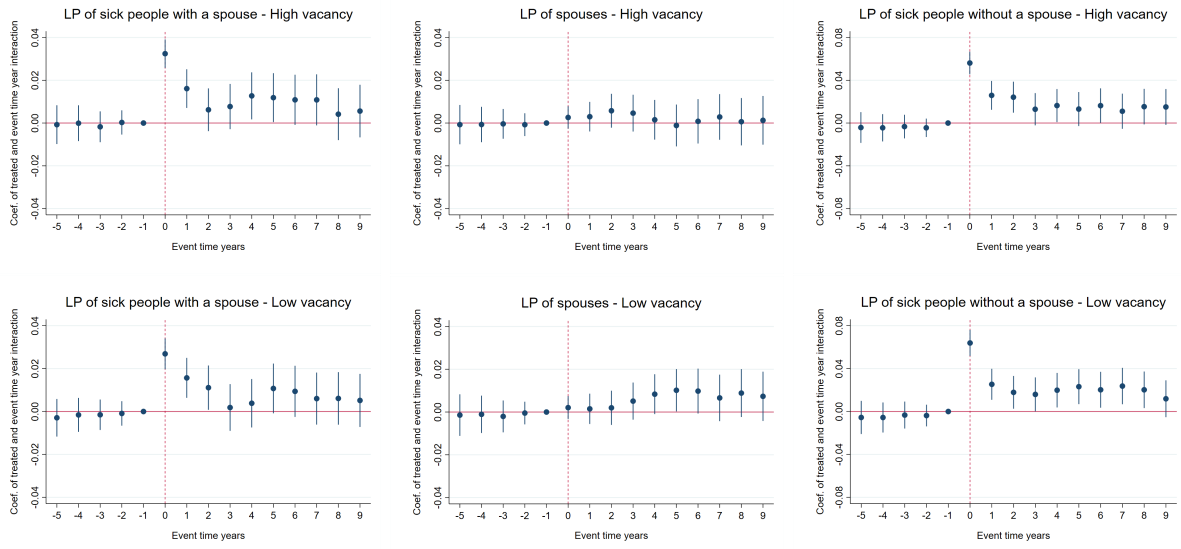 LP of sick people with a spouse - High vacancy
Coef. of treated and event time year interaction
0.04
0.02
0.00
-0.02
-0.04
-5 -4 -3 -2 -1 0 1 2 3 4 5 6 7 8 9
Event time years
LP of spouses - High vacancy
Coef. of treated and event time year interaction
0.04
0.02
0.00
-0.02
-0.04
-5 -4 -3 -2 -1 0 1 2 3 4 5 6 7 8 9
Event time years
LP of sick people without a spouse - High vacancy
Coef. of treated and event time year interaction
0.08
0.04
0.00
-0.04
-0.08
-5 -4 -3 -2 -1 0 1 2 3 4 5 6 7 8 9
Event time years
LP of sick people with a spouse - Low vacancy
Coef. of treated and event time year interaction
0.04
0.02
0.00
-0.02
-0.04
-5 -4 -3 -2 -1 0 1 2 3 4 5 6 7 8 9
Event time years
LP of spouses - Low vacancy
Coef. of treated and event time year interaction
0.04
0.02
0.00
-0.02
-0.04
-5 -4 -3 -2 -1 0 1 2 3 4 5 6 7 8 9
Event time years
LP of sick people without a spouse - Low vacancy
Coef. of treated and event time year interaction
0.08
0.04
0.00
-0.04
-0.08
-5 -4 -3 -2 -1 0 1 2 3 4 5 6 7 8 9
Event time years